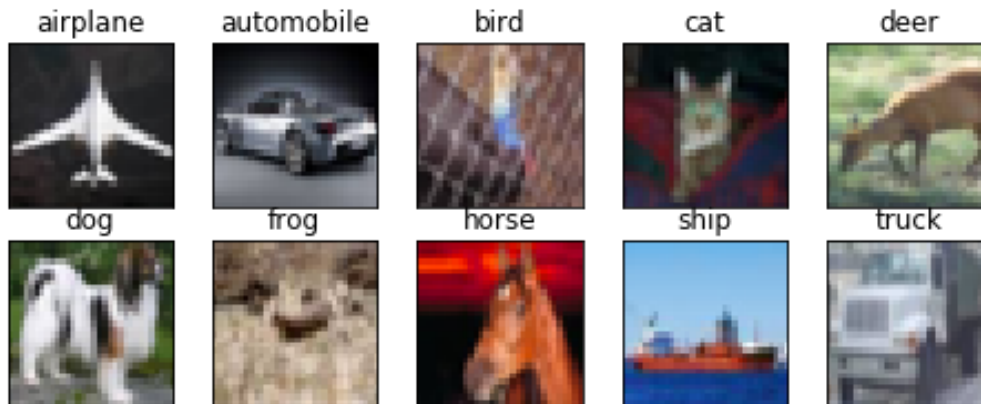 airplane automobile bird cat deer
dog frog horse ship truck